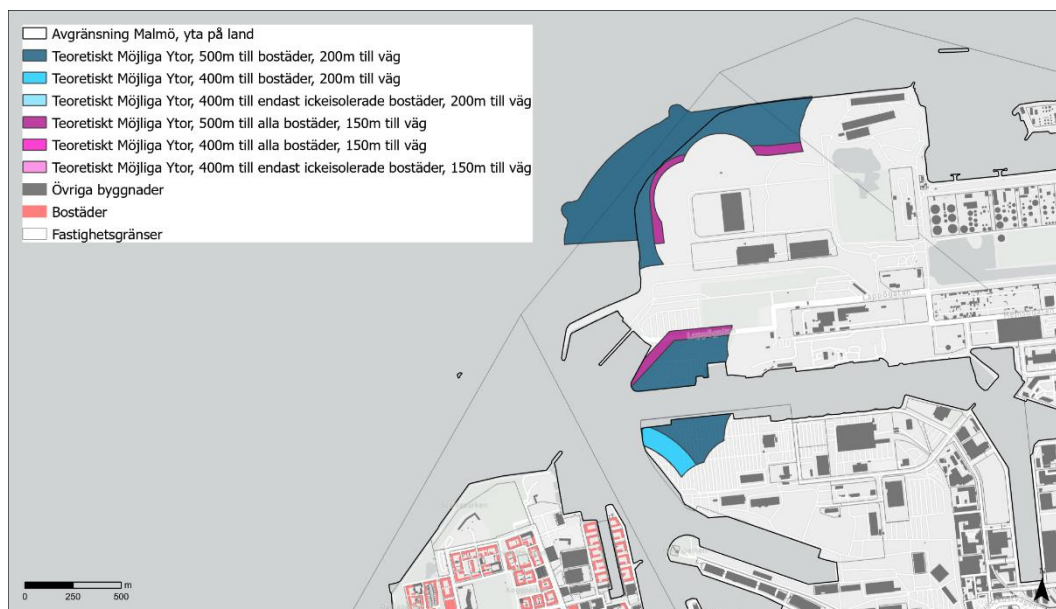 Avgränsning Malmö, yta på land
Teoretiskt Möjliga Ytor, 500m till bostäder, 200m till väg
Teoretiskt Möjliga Ytor, 400m till bostäder, 200m till väg
Teoretiskt Möjliga Ytor, 400m till endast ickeisolerade bostäder, 200m till väg
Teoretiskt Möjliga Ytor, 500m till alla bostäder, 150m till väg
Teoretiskt Möjliga Ytor, 400m till alla bostäder, 150m till väg
Teoretiskt Möjliga Ytor, 400m till endast ickeisolerade bostäder, 150m till väg
Övriga byggnader
Bostäder
Fastighetsgränser
0 250 500 m